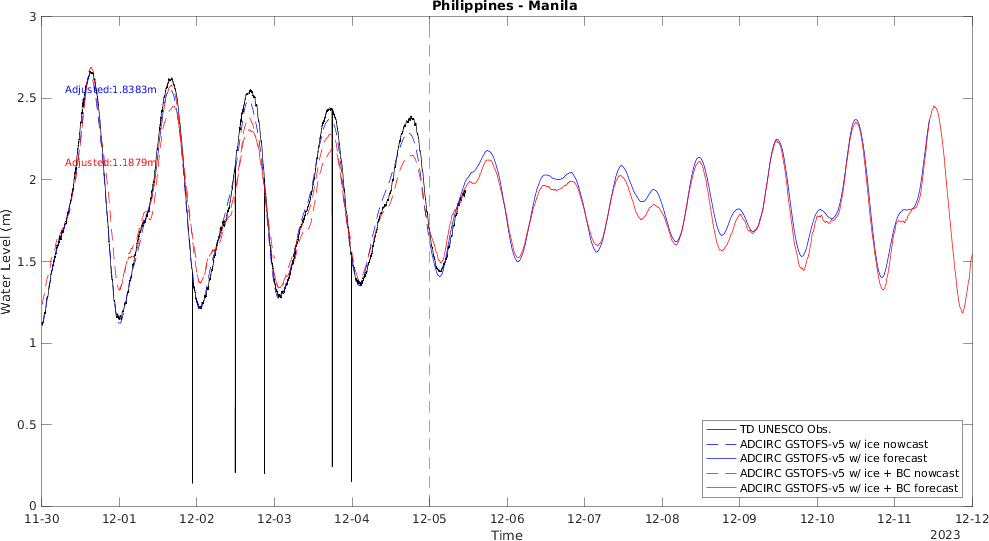 Philippines - Manila
3
2.5
2
1.5
1
0.5
0
Water Level (m)
Adjusted:1.8383m
Adjusted:1.1879m
TD UNESCO Obs.
ADCIRC GSTOFS-v5 w/ ice nowcast
ADCIRC GSTOFS-v5 w/ ice forecast
ADCIRC GSTOFS-v5 w/ ice + BC nowcast
ADCIRC GSTOFS-v5 w/ ice + BC forecast
11-30 12-01 12-02 12-03 12-04 12-05 12-06 12-07 12-08 12-09 12-10 12-11 12-12
Time
2023